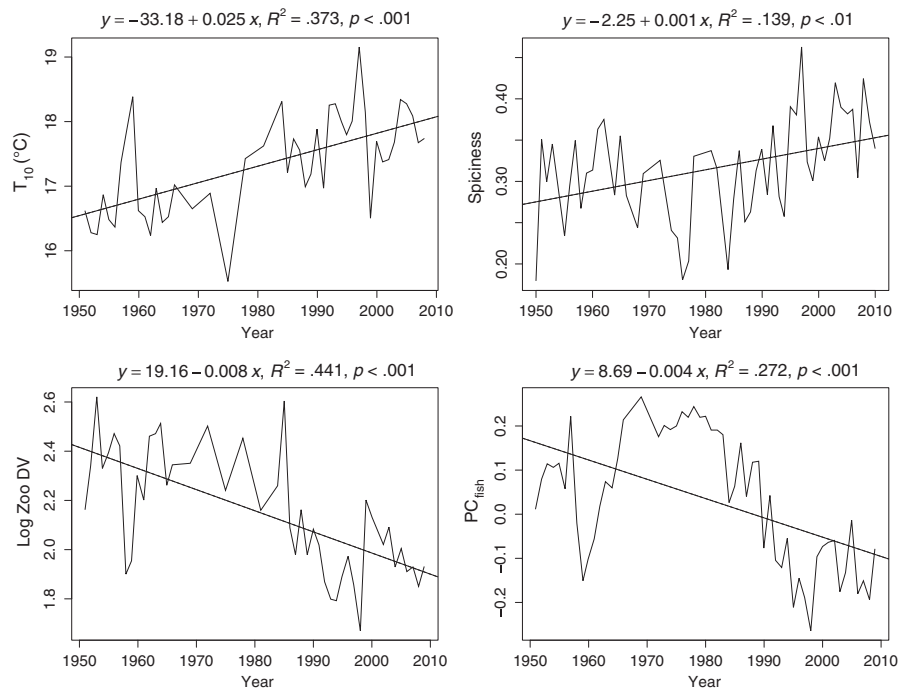 y = −33.18 + 0.025 x, R² = .373, p < .001
19
18
17
16
T₁₀ (°C)
1950 1960 1970 1980 1990 2000 2010
Year
y = −2.25 + 0.001 x, R² = .139, p < .01
0.40
0.30
0.20
Spiciness
1950 1960 1970 1980 1990 2000 2010
Year
y = 19.16 − 0.008 x, R² = .441, p < .001
2.6
2.4
2.2
2.0
1.8
Log Zoo DV
1950 1960 1970 1980 1990 2000 2010
Year
y = 8.69 − 0.004 x, R² = .272, p < .001
0.2
0.1
0.0
−0.1
−0.2
PC_fish
1950 1960 1970 1980 1990 2000 2010
Year